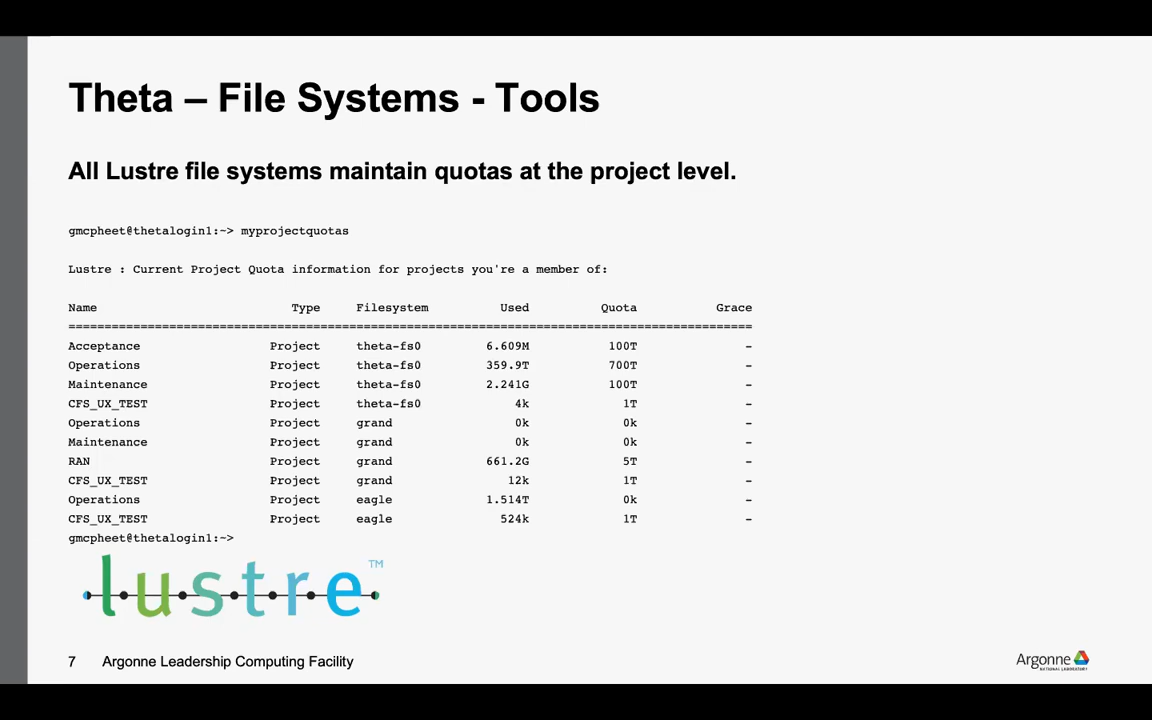 Theta – File Systems - Tools
All Lustre file systems maintain quotas at the project level.
gmcpheet@thetalogin1:~> myprojectquotas
Lustre : Current Project Quota information for projects you're a member of:
Name Type Filesystem Used Quota Grace
===============================================================================================
Acceptance Project theta-fs0 6.609M 100T -
Operations Project theta-fs0 359.9T 700T -
Maintenance Project theta-fs0 2.241G 100T -
CFS_UX_TEST Project theta-fs0 4k 1T -
Operations Project grand 0k 0k -
Maintenance Project grand 0k 0k -
RAN Project grand 661.2G 5T -
CFS_UX_TEST Project grand 12k 1T -
Operations Project eagle 1.514T 0k -
CFS_UX_TEST Project eagle 524k 1T -
gmcpheet@thetalogin1:~>
lustre™
7 Argonne Leadership Computing Facility
Argonne
NATIONAL LABORATORY